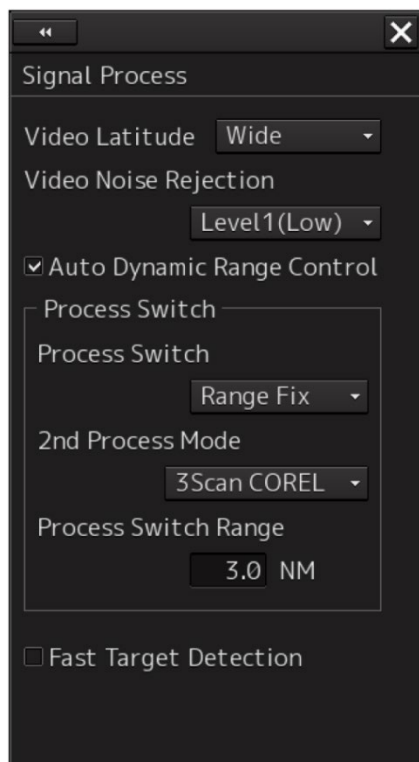 Signal Process
Video Latitude Wide
Video Noise Rejection
Level1(Low)
Auto Dynamic Range Control
Process Switch
Process Switch
Range Fix
2nd Process Mode
3Scan COREL
Process Switch Range
3.0 NM
Fast Target Detection